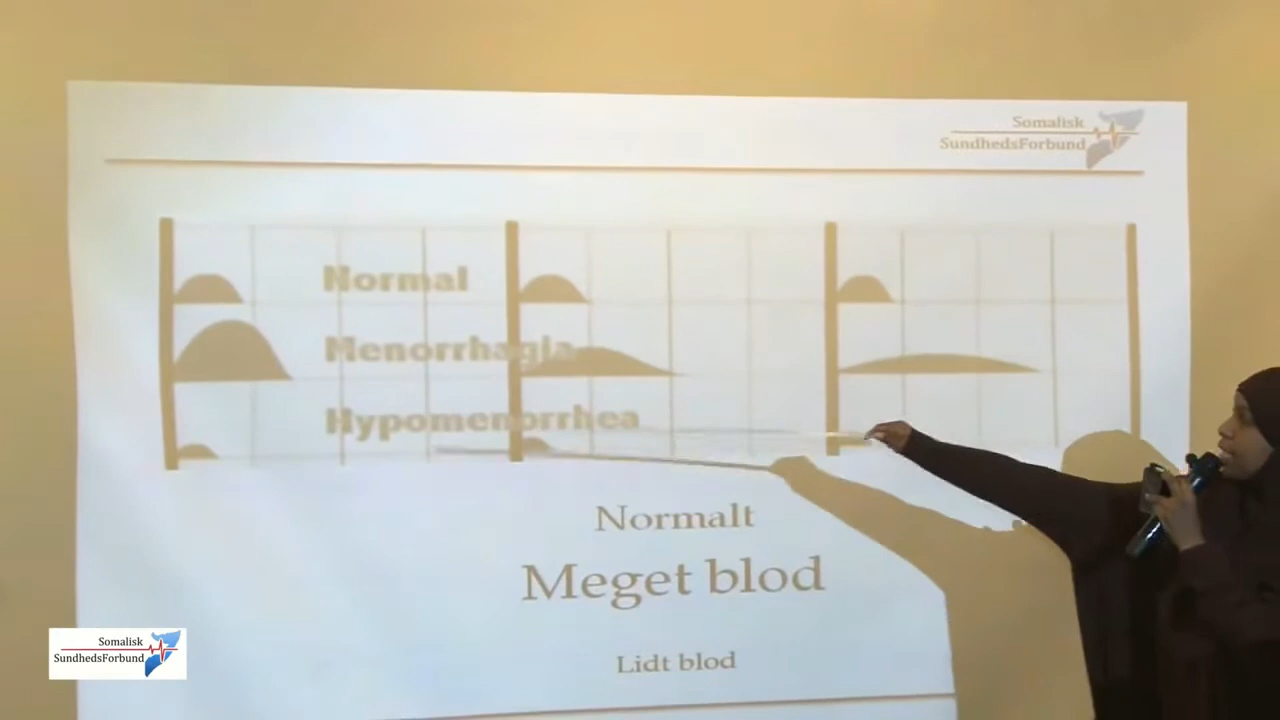 Somalisk
SundhedsForbund
Normal
Menorrhagia
Hypomenorrhea
Normalt
Meget blod
Lidt blod
Somalisk
SundhedsForbund